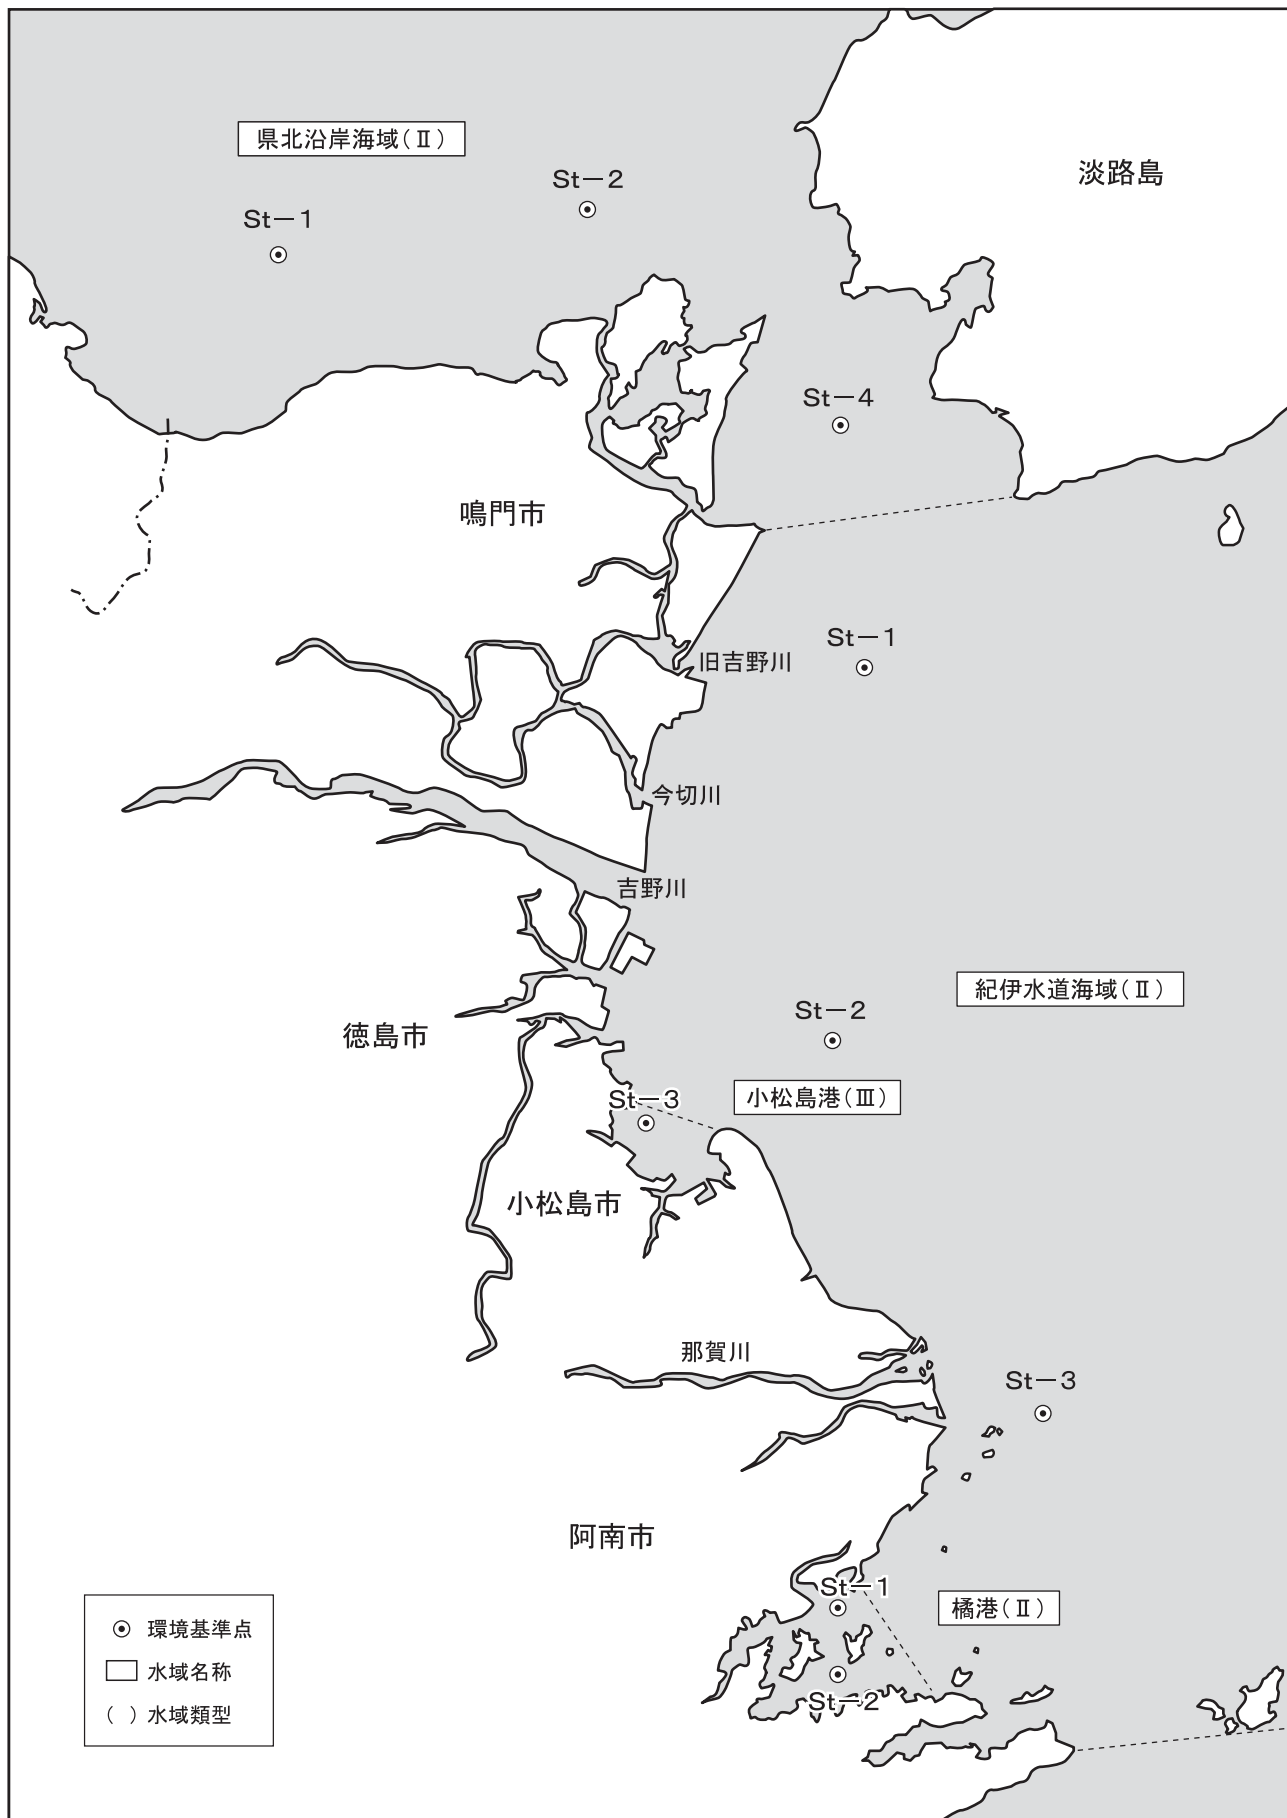 県北沿岸海域(Ⅱ)
淡路島
St－2
St－1
St－4
鳴門市
St－1
旧吉野川
今切川
吉野川
紀伊水道海域(Ⅱ)
St－2
徳島市
小松島港(Ⅲ)
St－3
小松島市
那賀川
St－3
阿南市
St－1
橘港(Ⅱ)
St－2
環境基準点
水域名称
( ) 水域類型